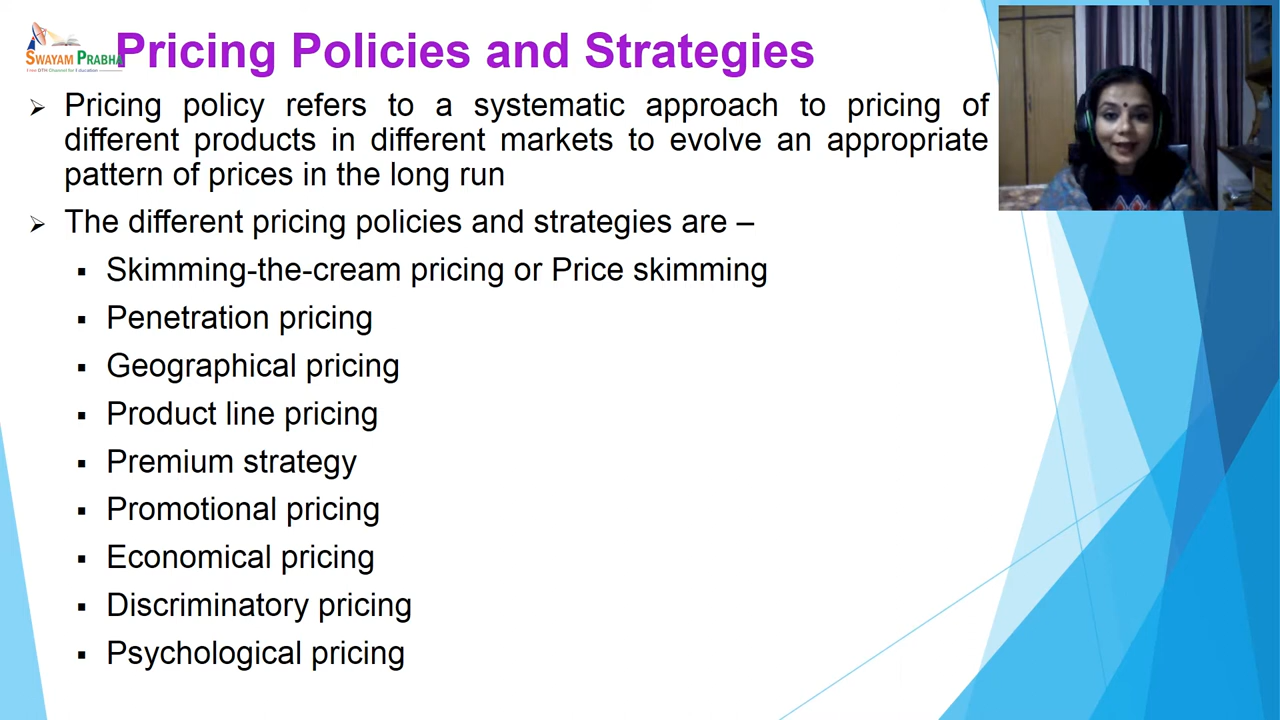 SWAYAM PRABHA
Pricing Policies and Strategies
Pricing policy refers to a systematic approach to pricing of
different products in different markets to evolve an appropriate
pattern of prices in the long run
The different pricing policies and strategies are –
Skimming-the-cream pricing or Price skimming
Penetration pricing
Geographical pricing
Product line pricing
Premium strategy
Promotional pricing
Economical pricing
Discriminatory pricing
Psychological pricing